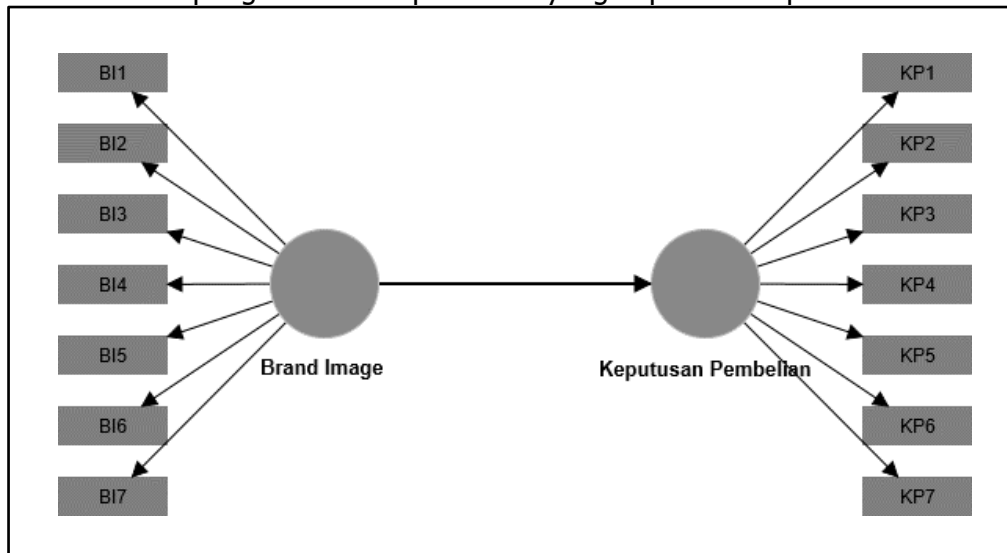 BI1
BI2
BI3
BI4
BI5
BI6
BI7
Brand Image
Keputusan Pembelian
KP1
KP2
KP3
KP4
KP5
KP6
KP7